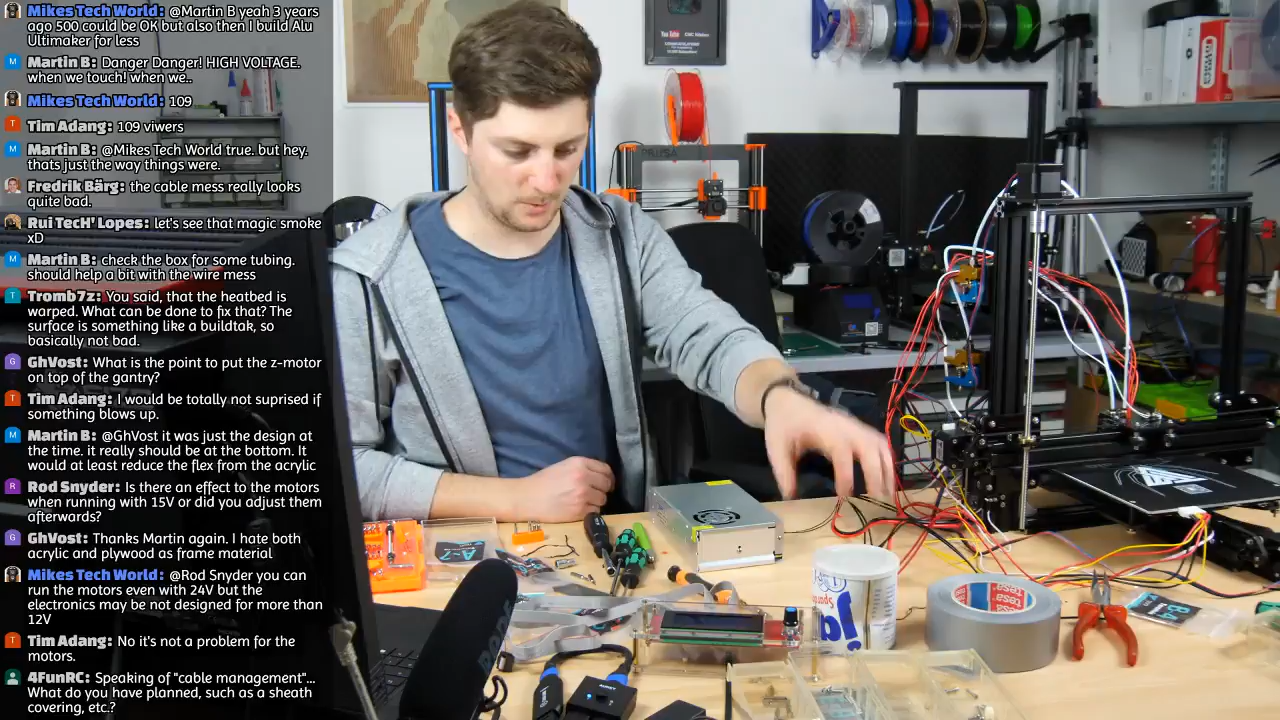 Mikes Tech World: @Martin B yeah 3 years
ago 500 could be OK but also then I build Alu
Ultimaker for less
Martin B: Danger Danger! HIGH VOLTAGE.
when we touch! when we..
Mikes Tech World: 109
Tim Adang: 109 viwers
Martin B: @Mikes Tech World true. but hey.
thats just the way things were.
Fredrik Bärg: the cable mess really looks
quite bad.
Rui TecH' Lopes: let's see that magic smoke
xD
Martin B: check the box for some tubing.
should help a bit with the wire mess
Tromb7z: You said, that the heatbed is
warped. What can be done to fix that? The
surface is something like a buildtak, so
basically not bad.
GhVost: What is the point to put the z-motor
on top of the gantry?
Tim Adang: I would be totally not suprised if
something blows up.
Martin B: @GhVost it was just the design at
the time. it really should be at the bottom. It
would at least reduce the flex from the acrylic
Rod Snyder: Is there an effect to the motors
when running with 15V or did you adjust them
afterwards?
GhVost: Thanks Martin again. I hate both
acrylic and plywood as frame material
Mikes Tech World: @Rod Snyder you can
run the motors even with 24V but the
electronics must be not designed for more than
12V
Tim Adang: No it's not a problem for the
motors.
4FunRC: Speaking of "cable management"...
What do you have planned, such as a sheath
covering, etc.?
YouTube
PRUSA
tesa